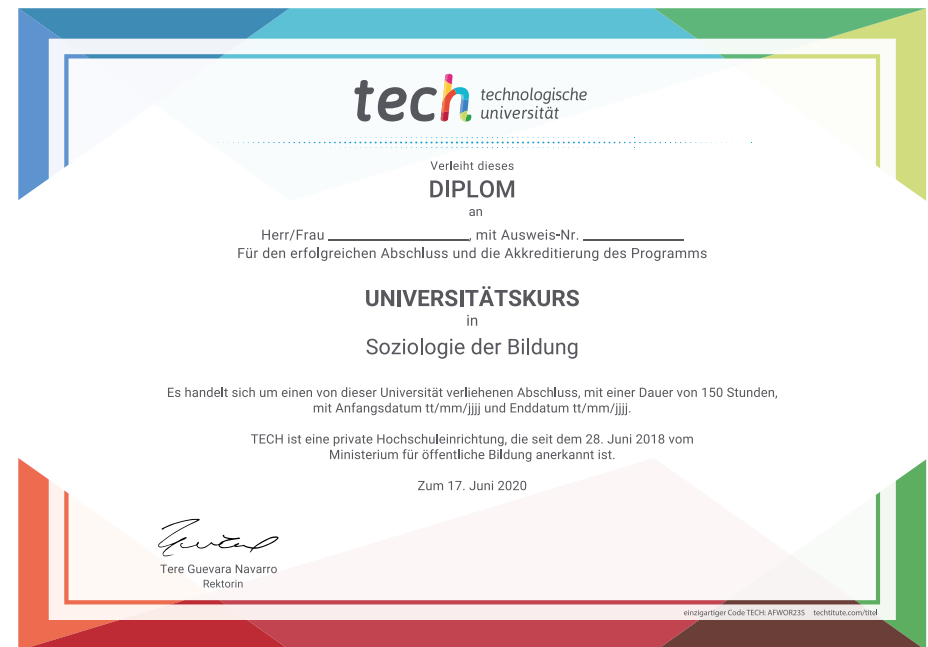 tech technologische
universität
Verleiht dieses
DIPLOM
an
Herr/Frau ____________________, mit Ausweis-Nr. ______________
Für den erfolgreichen Abschluss und die Akkreditierung des Programms
UNIVERSITÄTSKURS
in
Soziologie der Bildung
Es handelt sich um einen von dieser Universität verliehenen Abschluss, mit einer Dauer von 150 Stunden,
mit Anfangsdatum tt/mm/jjjj und Enddatum tt/mm/jjjj.
TECH ist eine private Hochschuleinrichtung, die seit dem 28. Juni 2018 vom
Ministerium für öffentliche Bildung anerkannt ist.
Zum 17. Juni 2020
Tere Guevara Navarro
Rektorin
einzigartiger Code TECH: AFWOR23S techtitute.com/titel